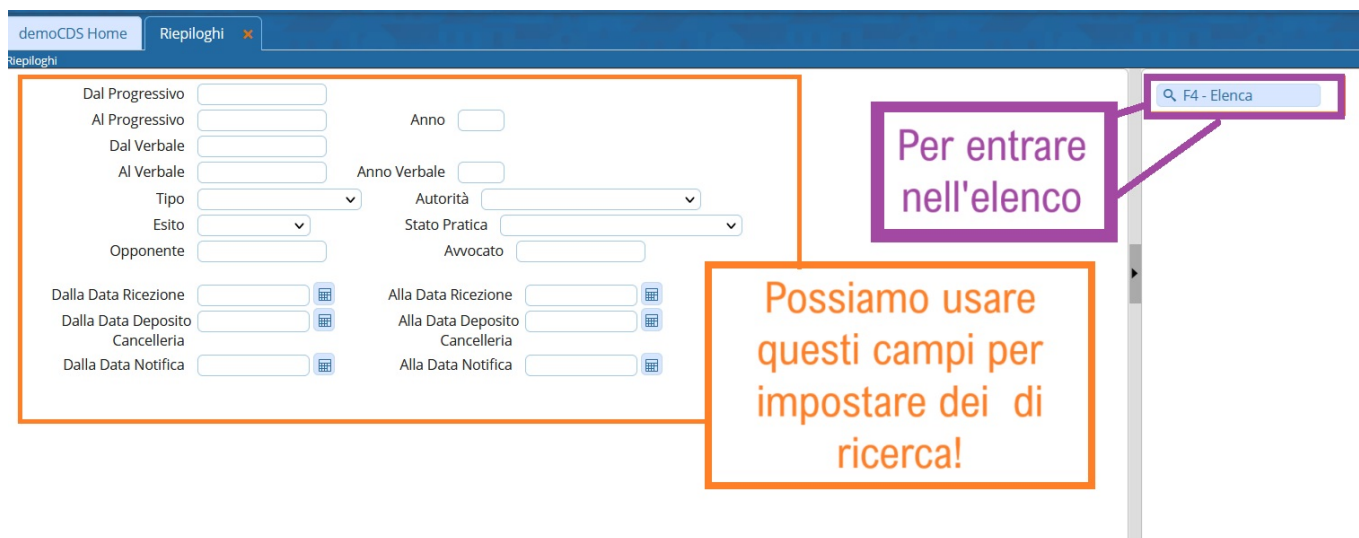 demoCDS Home
Riepiloghi ×
Riepiloghi
Dal Progressivo
Al Progressivo Anno
Dal Verbale
Al Verbale Anno Verbale
Tipo Autorità
Esito Stato Pratica
Opponente Avvocato
Dalla Data Ricezione Alla Data Ricezione
Dalla Data Deposito Alla Data Deposito
Cancelleria Cancelleria
Dalla Data Notifica Alla Data Notifica
F4 - Elenca
Per entrare
nell'elenco
Possiamo usare
questi campi per
impostare dei di
ricerca!